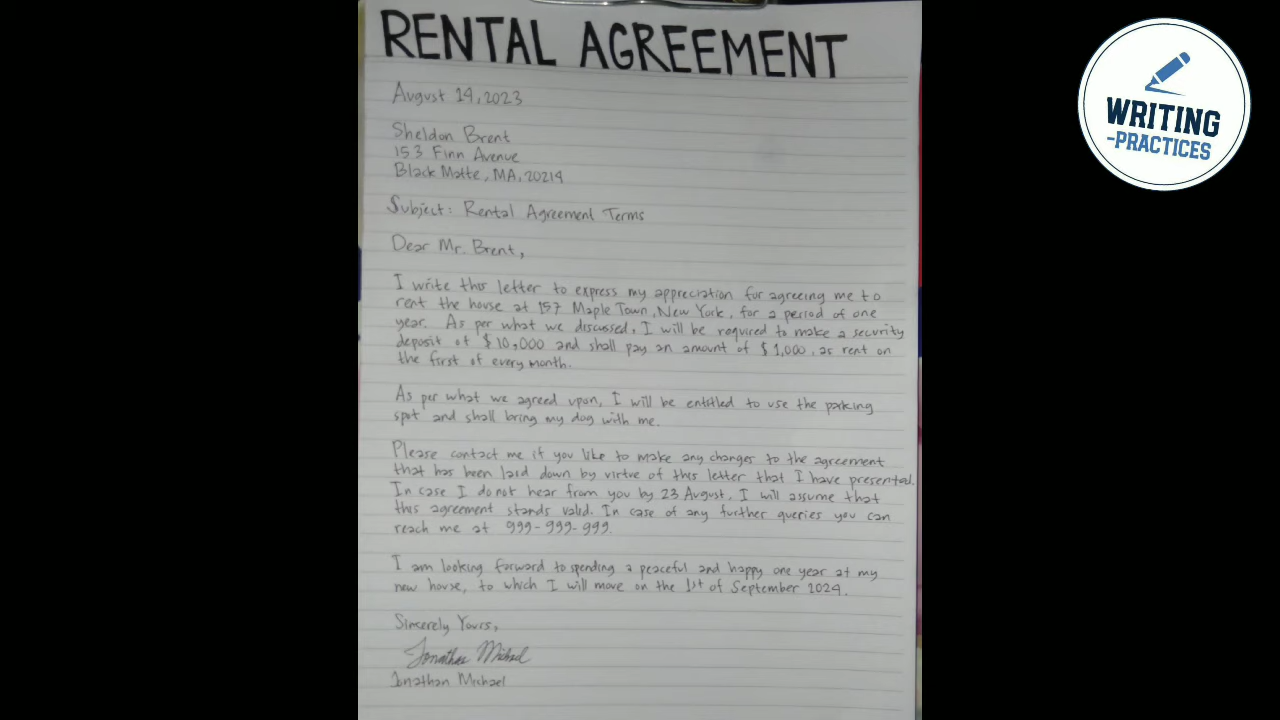 RENTAL AGREEMENT
August 14, 2023
Sheldon Brent
153 Finn Avenue
Black Matte, MA, 20214
Subject: Rental Agreement Terms
Dear Mr. Brent,
I write this letter to express my appreciation for agreeing me to
rent the house at 157 Maple Town, New York, for a period of one
year. As per what we discussed, I will be required to make a security
deposit of $10,000 and shall pay an amount of $1,000, as rent on
the first of every month.
As per what we agreed upon, I will be entitled to use the parking
spot and shall bring my dog with me.
Please contact me if you like to make any changes to the agreement
that has been laid down by virtue of this letter that I have presented.
In case I do not hear from you by 23 August, I will assume that
this agreement stands valid. In case of any further queries you can
reach me at 999-999-999.
I am looking forward to spending a peaceful and happy one year at my
new house, to which I will move on the 1st of September 2024.
Sincerely Yours,
Jonathan Michael
Jonathan Michael
WRITING
-PRACTICES